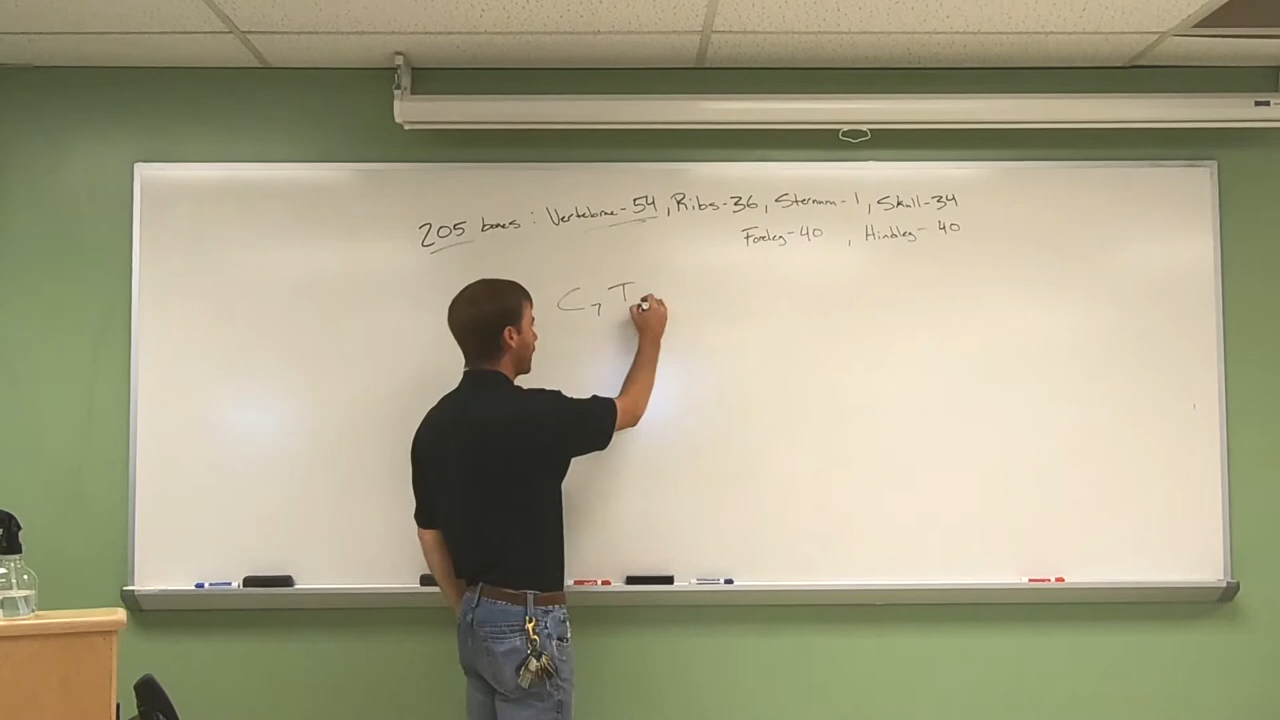 205 bones : Vertebrae-54, Ribs-36, Sternum-1, Skull-34
Foreleg-40 , Hindleg-40
C7 T